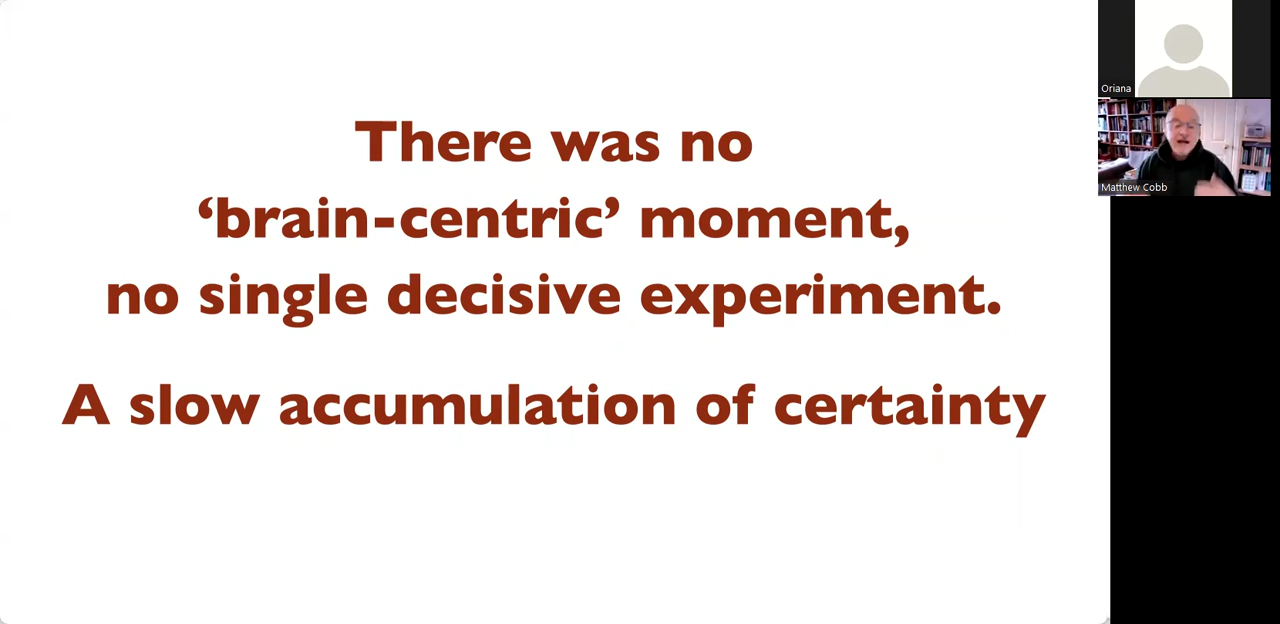 There was no
‘brain-centric’ moment,
no single decisive experiment.
A slow accumulation of certainty
Oriana
Matthew Cobb